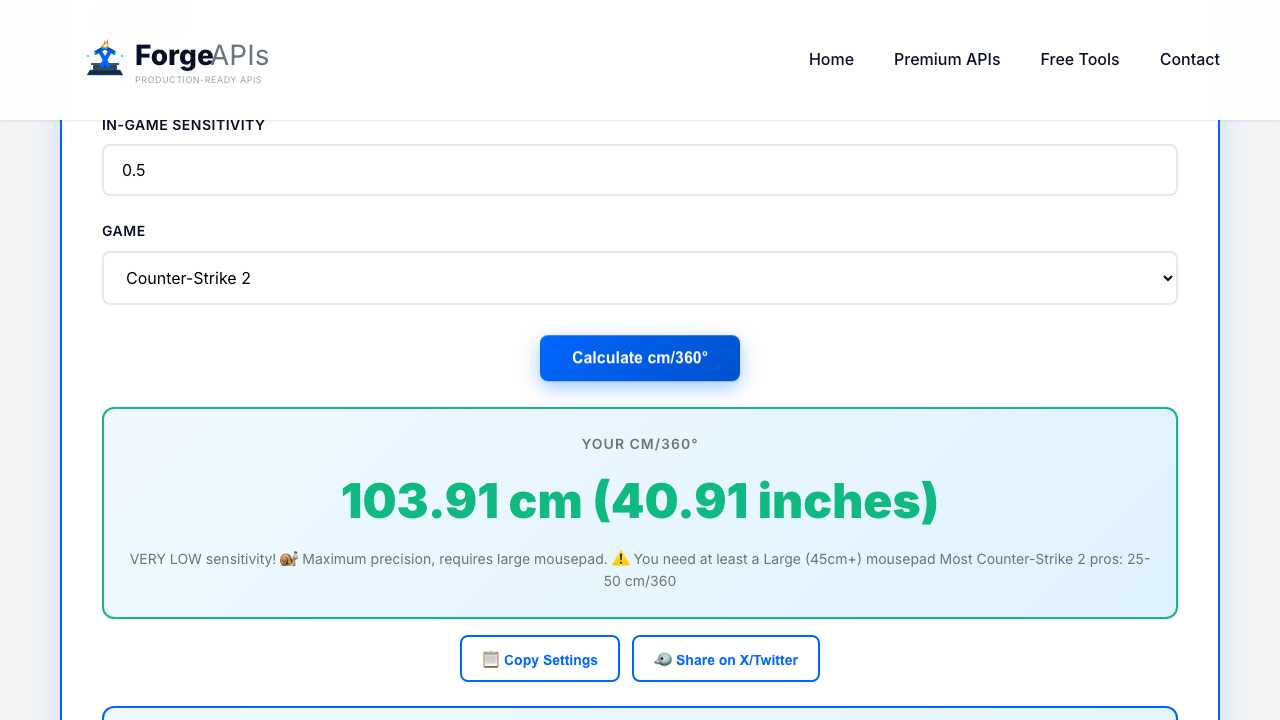 ForgeAPIs
PRODUCTION-READY APIS
Home
Premium APIs
Free Tools
Contact
IN-GAME SENSITIVITY
0.5
GAME
Counter-Strike 2
Calculate cm/360°
YOUR CM/360°
103.91 cm (40.91 inches)
VERY LOW sensitivity! 🐌 Maximum precision, requires large mousepad. ⚠️ You need at least a Large (45cm+) mousepad Most Counter-Strike 2 pros: 25-
50 cm/360
📋 Copy Settings
🐦 Share on X/Twitter